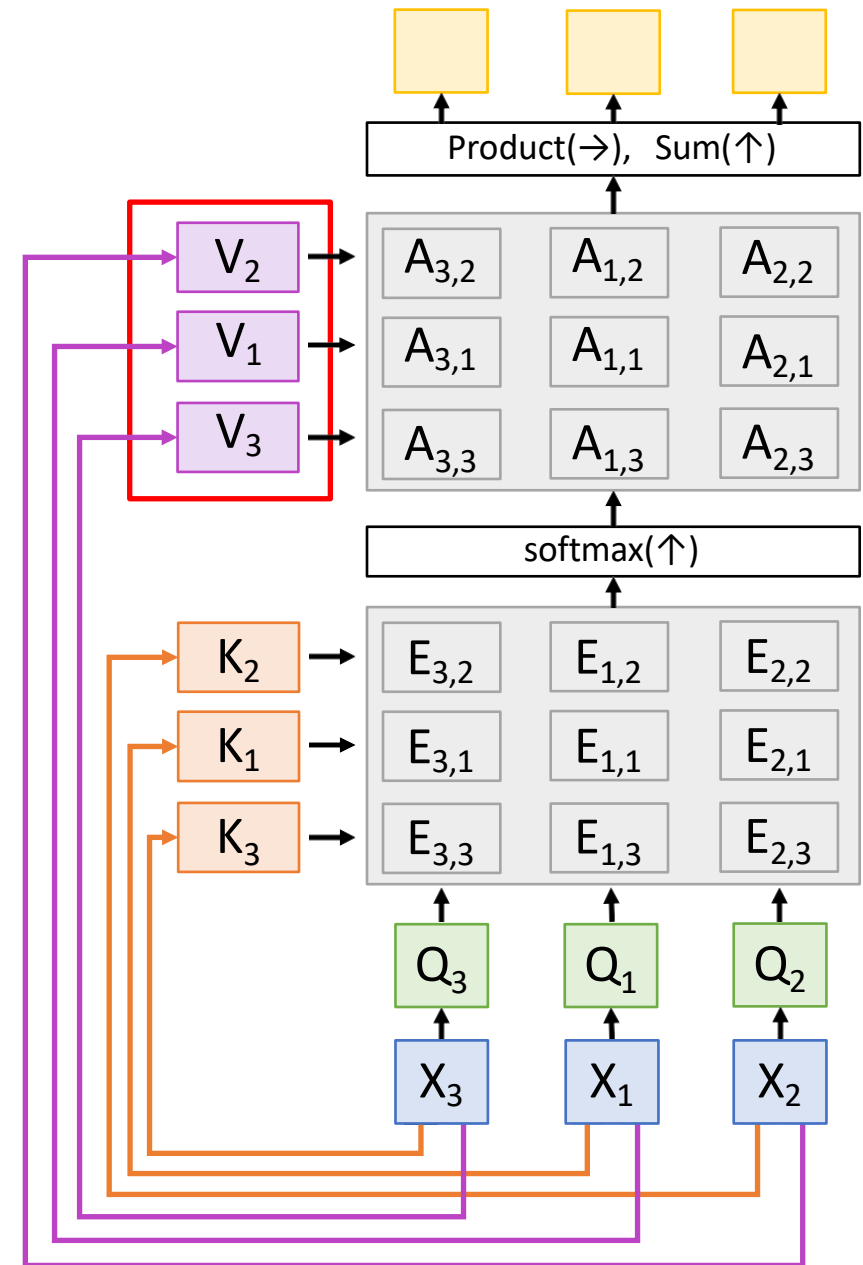 Product(→), Sum(↑)
V₂ A₃,₂ A₁,₂ A₂,₂
V₁ A₃,₁ A₁,₁ A₂,₁
V₃ A₃,₃ A₁,₃ A₂,₃
softmax(↑)
K₂ E₃,₂ E₁,₂ E₂,₂
K₁ E₃,₁ E₁,₁ E₂,₁
K₃ E₃,₃ E₁,₃ E₂,₃
Q₃ Q₁ Q₂
X₃ X₁ X₂